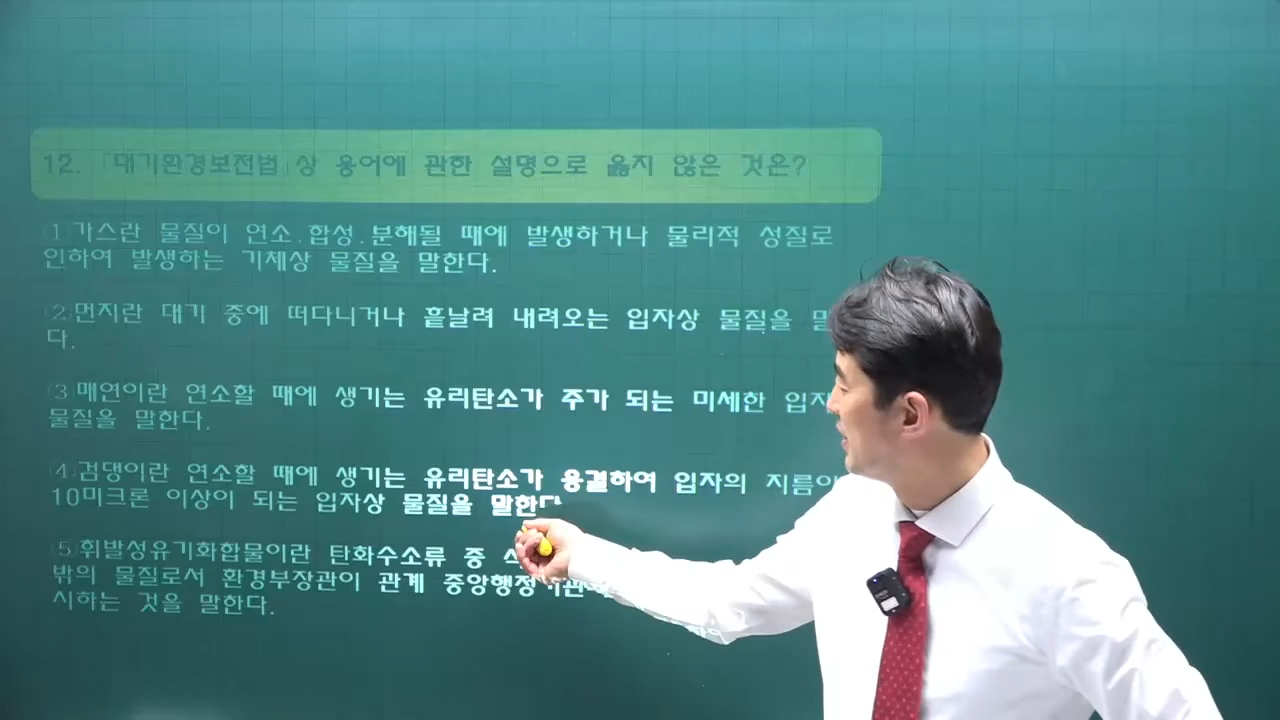 12. 「대기환경보전법」상 용어에 관한 설명으로 옳지 않은 것은?
(1)가스란 물질이 연소.합성.분해될 때에 발생하거나 물리적 성질로
인하여 발생하는 기체상 물질을 말한다.
(2)먼지란 대기 중에 떠다니거나 흩날려 내려오는 입자상 물질을
다.
(3)매연이란 연소할 때에 생기는 유리탄소가 주가 되는 미세한
물질을 말한다.
(4)검댕이란 연소할 때에 생기는 유리탄소가 응결하여 입자의
10미크론 이상이 되는 입자상 물질을 말한다
(5)휘발성유기화합물이란 탄화수소류 중
밖의 물질로서 환경부장관이 관계
시하는 것을 말한다.